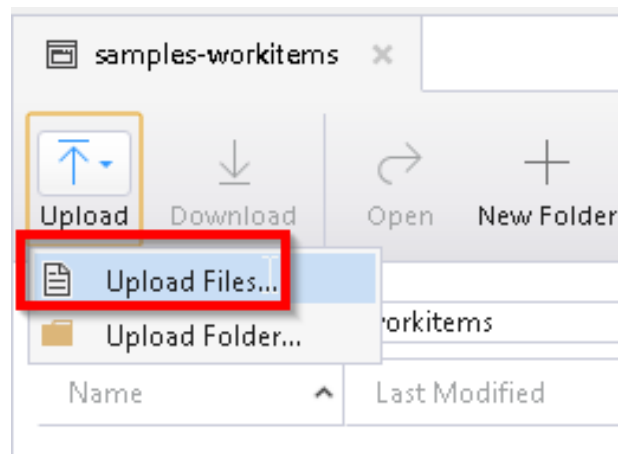 samples-workitems
Upload Download Open New Folder
Upload Files...
Upload Folder...
workitems
Name Last Modified